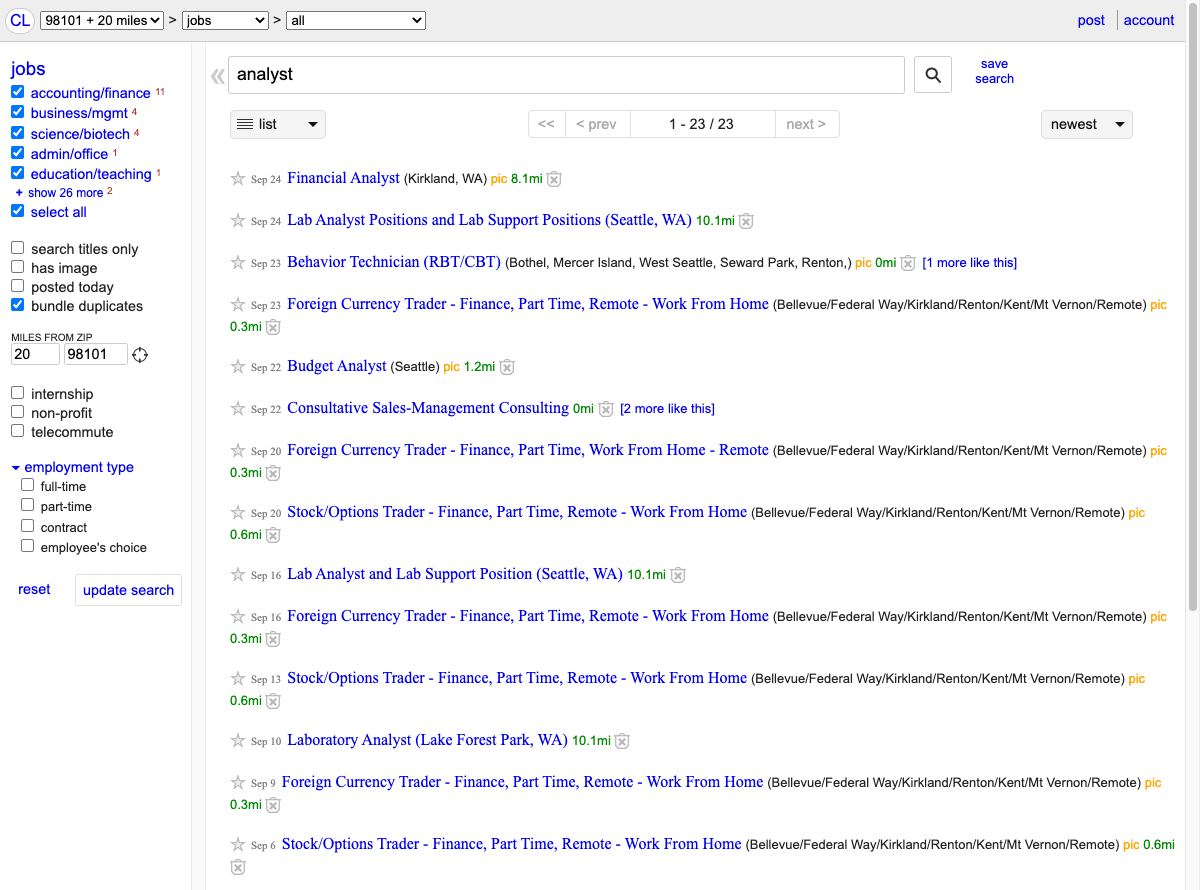 CL 98101 + 20 miles > jobs > all post account
jobs
accounting/finance 11
business/mgmt 4
science/biotech 4
admin/office 1
education/teaching 1
+ show 26 more 2
select all
search titles only
has image
posted today
bundle duplicates
MILES FROM ZIP
20 98101
internship
non-profit
telecommute
employment type
full-time
part-time
contract
employee's choice
reset update search
« analyst save
search
list << < prev 1 - 23 / 23 next > newest
Sep 24 Financial Analyst (Kirkland, WA) pic 8.1mi
Sep 24 Lab Analyst Positions and Lab Support Positions (Seattle, WA) 10.1mi
Sep 23 Behavior Technician (RBT/CBT) (Bothel, Mercer Island, West Seattle, Seward Park, Renton,) pic 0mi [1 more like this]
Sep 23 Foreign Currency Trader - Finance, Part Time, Remote - Work From Home (Bellevue/Federal Way/Kirkland/Renton/Kent/Mt Vernon/Remote) pic
0.3mi
Sep 22 Budget Analyst (Seattle) pic 1.2mi
Sep 22 Consultative Sales-Management Consulting 0mi [2 more like this]
Sep 20 Foreign Currency Trader - Finance, Part Time, Work From Home - Remote (Bellevue/Federal Way/Kirkland/Renton/Kent/Mt Vernon/Remote) pic
0.3mi
Sep 20 Stock/Options Trader - Finance, Part Time, Remote - Work From Home (Bellevue/Federal Way/Kirkland/Renton/Kent/Mt Vernon/Remote) pic
0.6mi
Sep 16 Lab Analyst and Lab Support Position (Seattle, WA) 10.1mi
Sep 16 Foreign Currency Trader - Finance, Part Time, Remote - Work From Home (Bellevue/Federal Way/Kirkland/Renton/Kent/Mt Vernon/Remote) pic
0.3mi
Sep 13 Stock/Options Trader - Finance, Part Time, Remote - Work From Home (Bellevue/Federal Way/Kirkland/Renton/Kent/Mt Vernon/Remote) pic
0.6mi
Sep 10 Laboratory Analyst (Lake Forest Park, WA) 10.1mi
Sep 9 Foreign Currency Trader - Finance, Part Time, Remote - Work From Home (Bellevue/Federal Way/Kirkland/Renton/Kent/Mt Vernon/Remote) pic
0.3mi
Sep 6 Stock/Options Trader - Finance, Part Time, Remote - Work From Home (Bellevue/Federal Way/Kirkland/Renton/Kent/Mt Vernon/Remote) pic 0.6mi